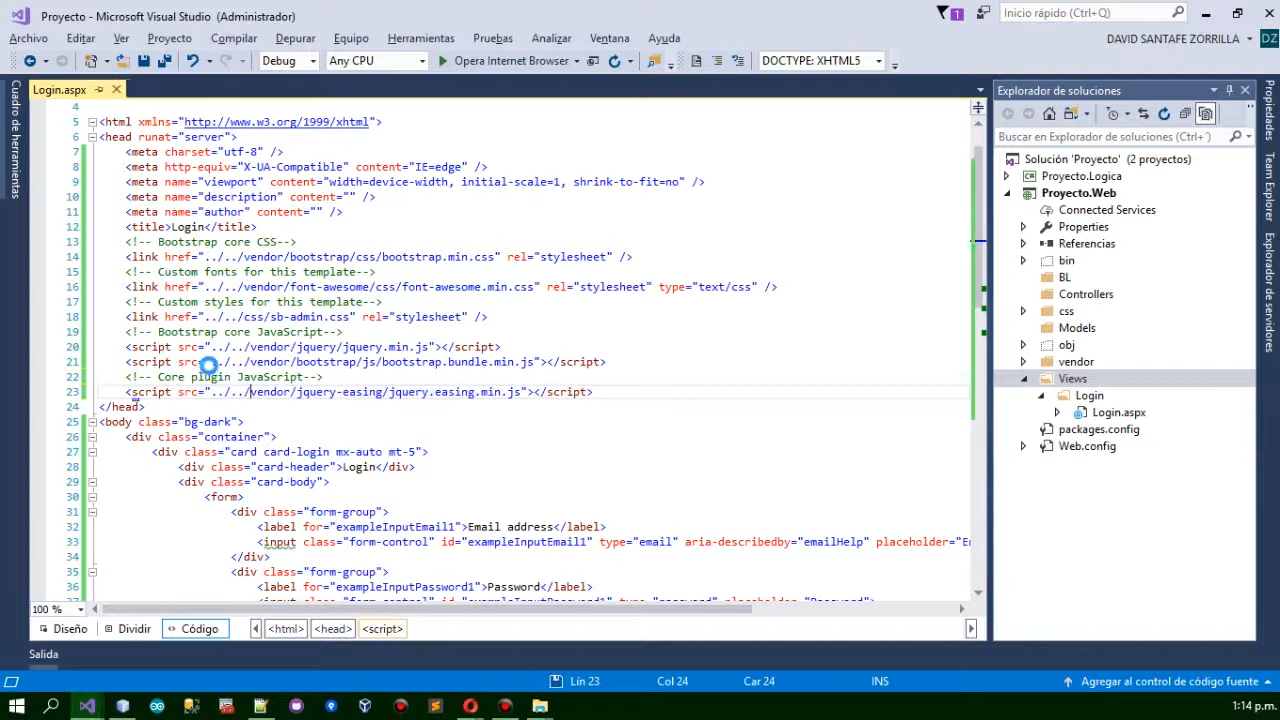 Proyecto - Microsoft Visual Studio (Administrador)
1
Inicio rápido (Ctrl+Q)
Archivo Editar Ver Proyecto Compilar Depurar Equipo Herramientas Pruebas Analizar Ventana Ayuda
DAVID SANTAFE ZORRILLA DZ
Debug Any CPU Opera Internet Browser DOCTYPE: XHTML5
Cuadro de herramientas
Login.aspx
4
5 <html xmlns="http://www.w3.org/1999/xhtml">
6 <head runat="server">
7 <meta charset="utf-8" />
8 <meta http-equiv="X-UA-Compatible" content="IE=edge" />
9 <meta name="viewport" content="width=device-width, initial-scale=1, shrink-to-fit=no" />
10 <meta name="description" content="" />
11 <meta name="author" content="" />
12 <title>Login</title>
13 <!-- Bootstrap core CSS-->
14 <link href="../../vendor/bootstrap/css/bootstrap.min.css" rel="stylesheet" />
15 <!-- Custom fonts for this template-->
16 <link href="../../vendor/font-awesome/css/font-awesome.min.css" rel="stylesheet" type="text/css" />
17 <!-- Custom styles for this template-->
18 <link href="../../css/sb-admin.css" rel="stylesheet" />
19 <!-- Bootstrap core JavaScript-->
20 <script src="../../vendor/jquery/jquery.min.js"></script>
21 <script src="../../vendor/bootstrap/js/bootstrap.bundle.min.js"></script>
22 <!-- Core plugin JavaScript-->
23 <script src="../../vendor/jquery-easing/jquery.easing.min.js"></script>
24 </head>
25 <body class="bg-dark">
26 <div class="container">
27 <div class="card card-login mx-auto mt-5">
28 <div class="card-header">Login</div>
29 <div class="card-body">
30 <form>
31 <div class="form-group">
32 <label for="exampleInputEmail1">Email address</label>
33 <input class="form-control" id="exampleInputEmail1" type="email" aria-describedby="emailHelp" placeholder="En
34 </div>
35 <div class="form-group">
36 <label for="exampleInputPassword1">Password</label>
100 %
Diseño Dividir Código <html> <head> <script>
Salida
Explorador de soluciones
Buscar en Explorador de soluciones (Ctrl+´)
Solución 'Proyecto' (2 proyectos)
Proyecto.Logica
Proyecto.Web
Connected Services
Properties
Referencias
bin
BL
Controllers
css
Models
obj
vendor
Views
Login
Login.aspx
packages.config
Web.config
Propiedades
Team Explorer
Explorador de servidores
Lín 23 Col 24 Car 24 INS Agregar al control de código fuente
1:14 p.m.